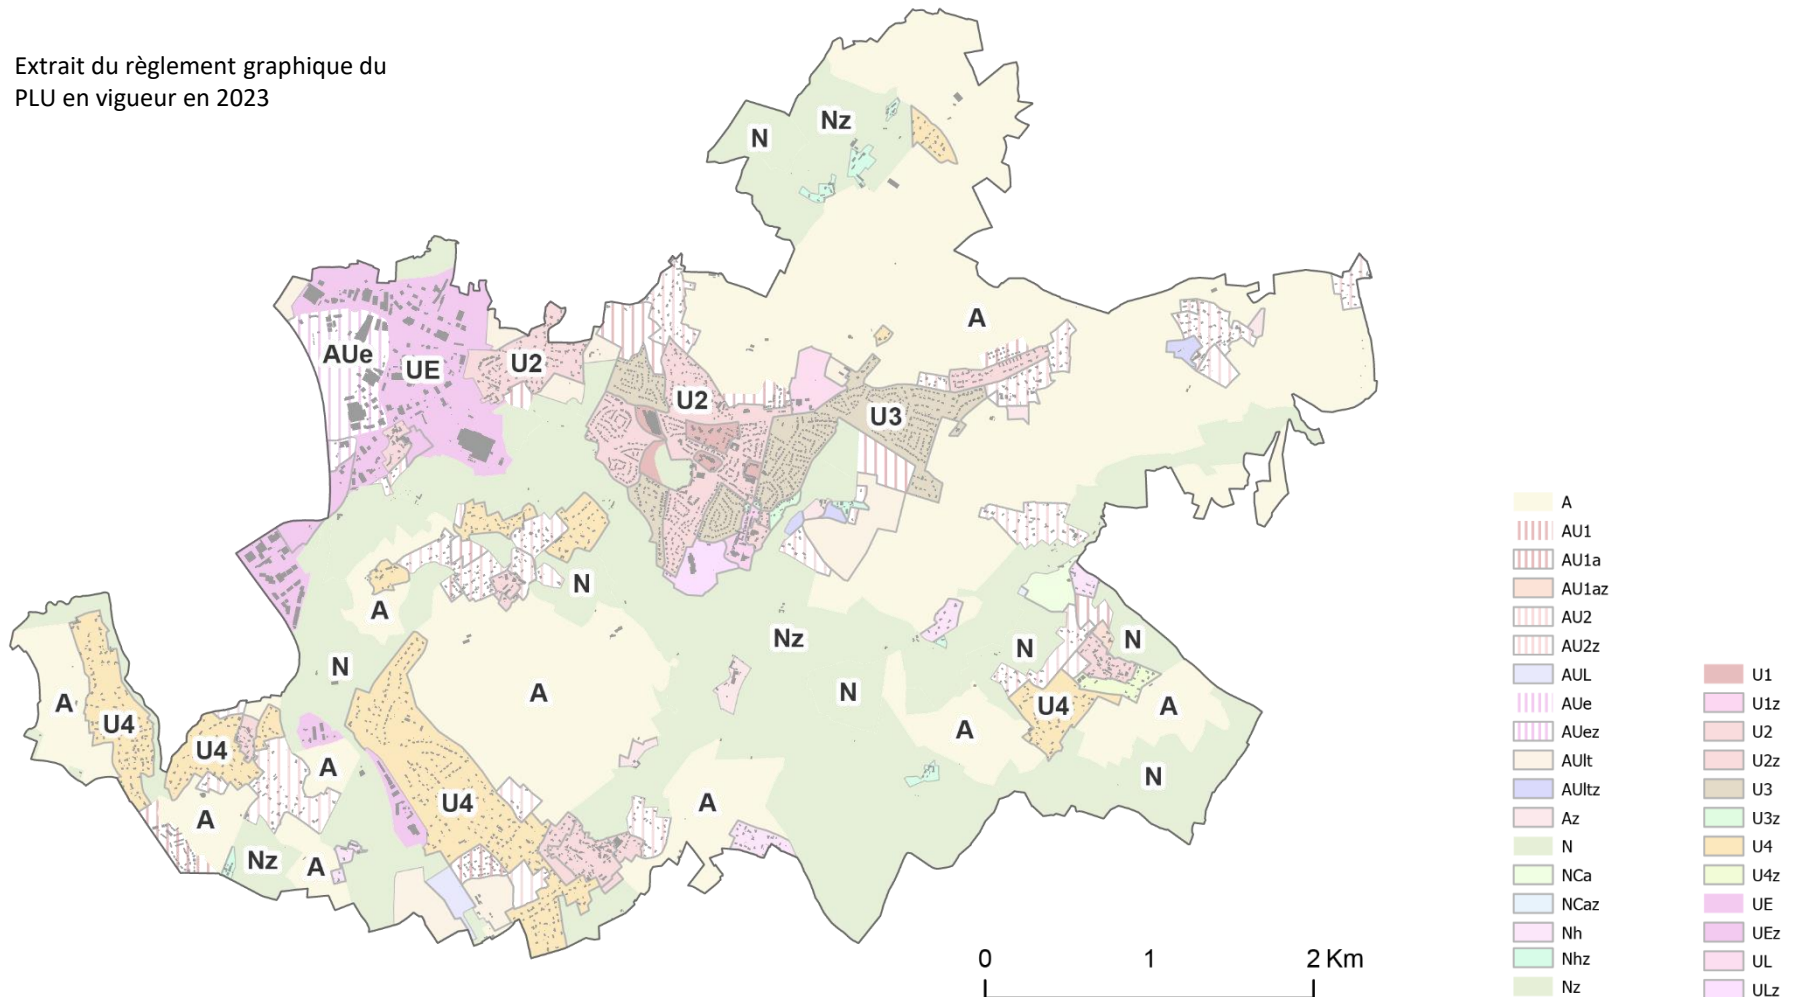 Extrait du règlement graphique du
PLU en vigueur en 2023
N
Nz
A
AUe
UE
U2
U2
U3
N
A
N
Nz
N
N
A
A
U4
U4
A
N
A
U4
A
U4
A
A
N
A
Nz
A
0 1 2 Km
A
AU1
AU1a
AU1az
AU2
AU2z
AUL
AUe
AUez
AUlt
AUltz
Az
N
NCa
NCaz
Nh
Nhz
Nz
U1
U1z
U2
U2z
U3
U3z
U4
U4z
UE
UEz
UL
ULz